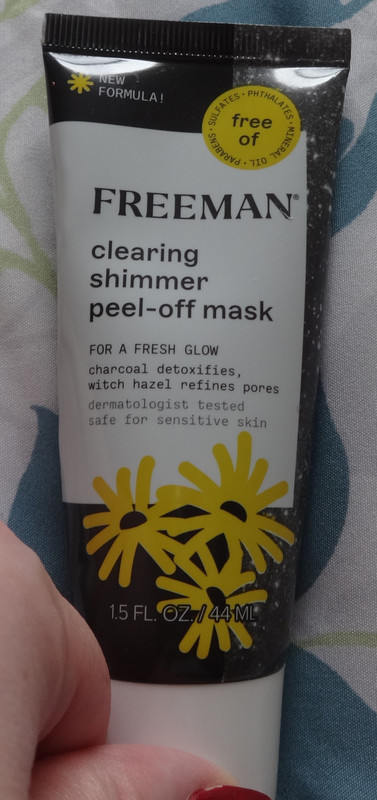 NEW
FORMULA!
SULFATES • PHTHALATES • MINERAL OIL • PARABENS •
free
of
FREEMAN®
clearing
shimmer
peel-off mask
FOR A FRESH GLOW
charcoal detoxifies,
witch hazel refines pores
dermatologist tested
safe for sensitive skin
1.5 FL. OZ. / 44 ML